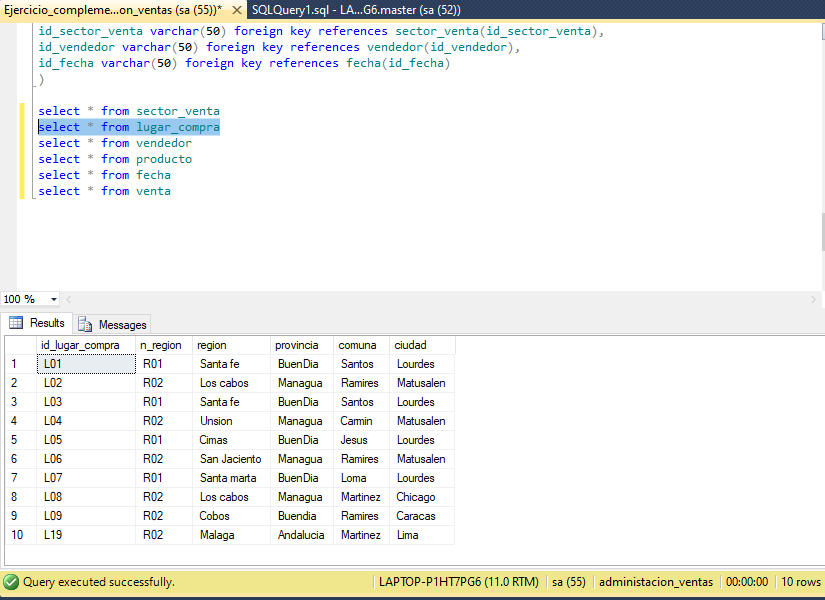 Ejercicio_compleme...on_ventas (sa (55))* SQLQuery1.sql - LA...G6.master (sa (52))
id_sector_venta varchar(50) foreign key references sector_venta(id_sector_venta),
id_vendedor varchar(50) foreign key references vendedor(id_vendedor),
id_fecha varchar(50) foreign key references fecha(id_fecha)
)
select * from sector_venta
select * from lugar_compra
select * from vendedor
select * from producto
select * from fecha
select * from venta
100 %
Results Messages
id_lugar_compra n_region region provincia comuna ciudad
1 L01 R01 Santa fe BuenDia Santos Lourdes
2 L02 R02 Los cabos Managua Ramires Matusalen
3 L03 R01 Santa fe BuenDia Santos Lourdes
4 L04 R02 Unsion Managua Carmin Matusalen
5 L05 R01 Cimas BuenDia Jesus Lourdes
6 L06 R02 San Jaciento Managua Ramires Matusalen
7 L07 R01 Santa marta BuenDia Loma Lourdes
8 L08 R02 Los cabos Managua Martinez Chicago
9 L09 R02 Cobos Buendia Ramires Caracas
10 L19 R02 Malaga Andalucia Martinez Lima
Query executed successfully. LAPTOP-P1HT7PG6 (11.0 RTM) sa (55) administacion_ventas 00:00:00 10 rows